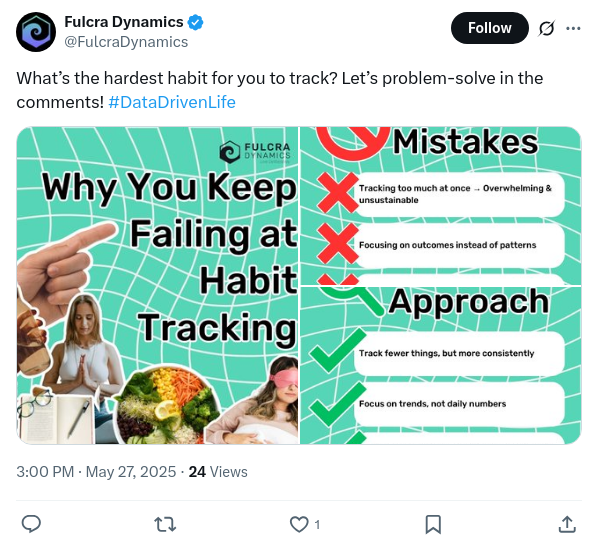 Fulcra Dynamics
@FulcraDynamics
Follow
What's the hardest habit for you to track? Let's problem-solve in the
comments! #DataDrivenLife
FULCRA
DYNAMICS
Why You Keep
Failing at
Habit
Tracking
Mistakes
Tracking too much at once → Overwhelming &
unsustainable
Focusing on outcomes instead of patterns
Approach
Track fewer things, but more consistently
Focus on trends, not daily numbers
3:00 PM · May 27, 2025 · 24 Views
1